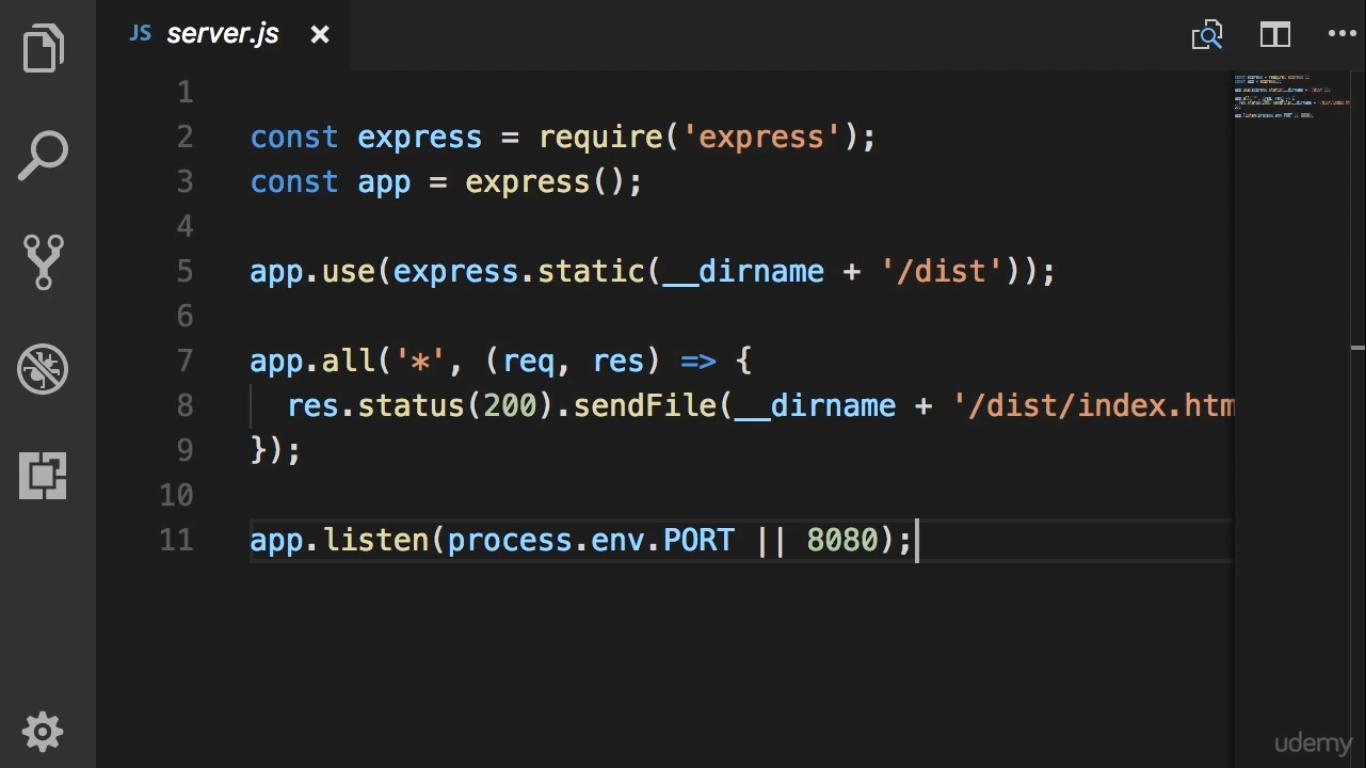 JS server.js
1
2 const express = require('express');
3 const app = express();
4
5 app.use(express.static(__dirname + '/dist'));
6
7 app.all('*', (req, res) => {
8 res.status(200).sendFile(__dirname + '/dist/index.htm
9 });
10
11 app.listen(process.env.PORT || 8080);
udemy